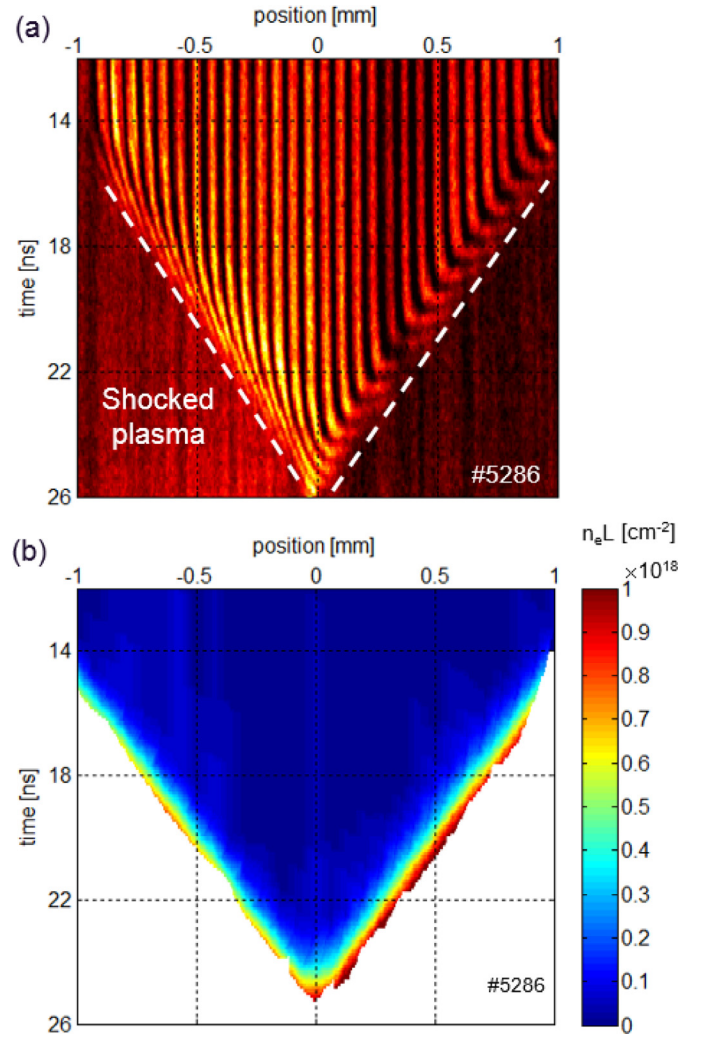 (a)
position [mm]
-1 -0.5 0 0.5 1
14
18
22
26
time [ns]
Shocked
plasma
#5286
(b)
position [mm]
-1 -0.5 0 0.5 1
14
18
22
26
time [ns]
#5286
nₑL [cm⁻²]
×10¹⁸
1
0.9
0.8
0.7
0.6
0.5
0.4
0.3
0.2
0.1
0